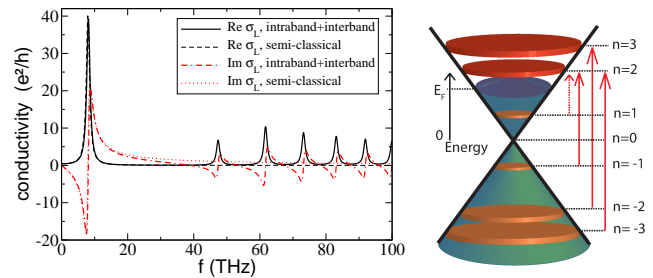 40
30
20
10
0
-10
-20
conductivity (e²/h)
Re σL, intraband+interband
Re σL, semi-classical
Im σL, intraband+interband
Im σL, semi-classical
0 20 40 60 80 100
f (THz)
EF
0
Energy
n=3
n=2
n=1
n=0
n= -1
n= -2
n= -3